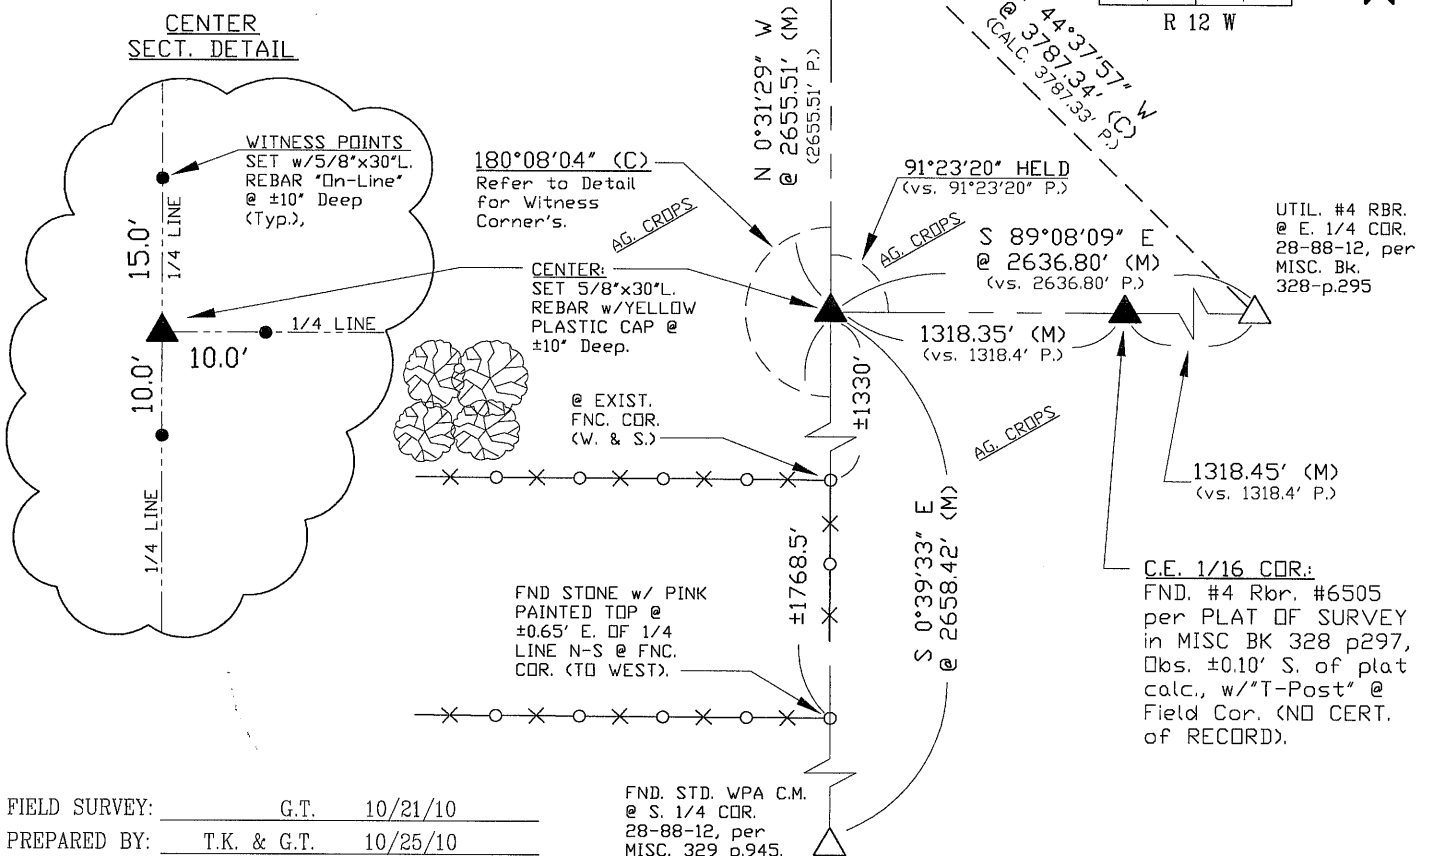 CENTER
SECT. DETAIL
WITNESS POINTS
SET w/5/8"x30"L.
REBAR "On-Line"
@ ±10" Deep
(Typ.),
15.0'
1/4 LINE
1/4 LINE
10.0'
10.0'
1/4 LINE
180°08'04" (C)
Refer to Detail
for Witness
Corner's.
AG. CROPS
CENTER:
SET 5/8"x30"L.
REBAR w/YELLOW
PLASTIC CAP @
±10" Deep.
@ EXIST.
FNC. COR.
(W. & S.)
FND STONE w/ PINK
PAINTED TOP @
±0.65' E. OF 1/4
LINE N-S @ FNC.
COR. (TO WEST).
FND. STD. WPA C.M.
@ S. 1/4 COR.
28-88-12, per
MISC. 329 p.945.
N 0°31'29" W
@ 2655.51' (M)
(2655.51' P.)
44°37'57" W
@ 3787.34' (C)
(CALC. 3787.33' P.)
R 12 W
91°23'20" HELD
(vs. 91°23'20" P.)
AG. CROPS
S 89°08'09" E
@ 2636.80' (M)
(vs. 2636.80' P.)
1318.35' (M)
(vs. 1318.4' P.)
UTIL. #4 RBR.
@ E. 1/4 COR.
28-88-12, per
MISC. Bk.
328-p.295
±1330'
AG. CROPS
1318.45' (M)
(vs. 1318.4' P.)
±1768.5'
S 0°39'33" E
@ 2658.42' (M)
C.E. 1/16 COR.:
FND. #4 Rbr. #6505
per PLAT OF SURVEY
in MISC BK 328 p297,
Obs. ±0.10' S. of plat
calc., w/"T-Post" @
Field Cor. (NO CERT.
of RECORD).
FIELD SURVEY: G.T. 10/21/10
PREPARED BY: T.K. & G.T. 10/25/10